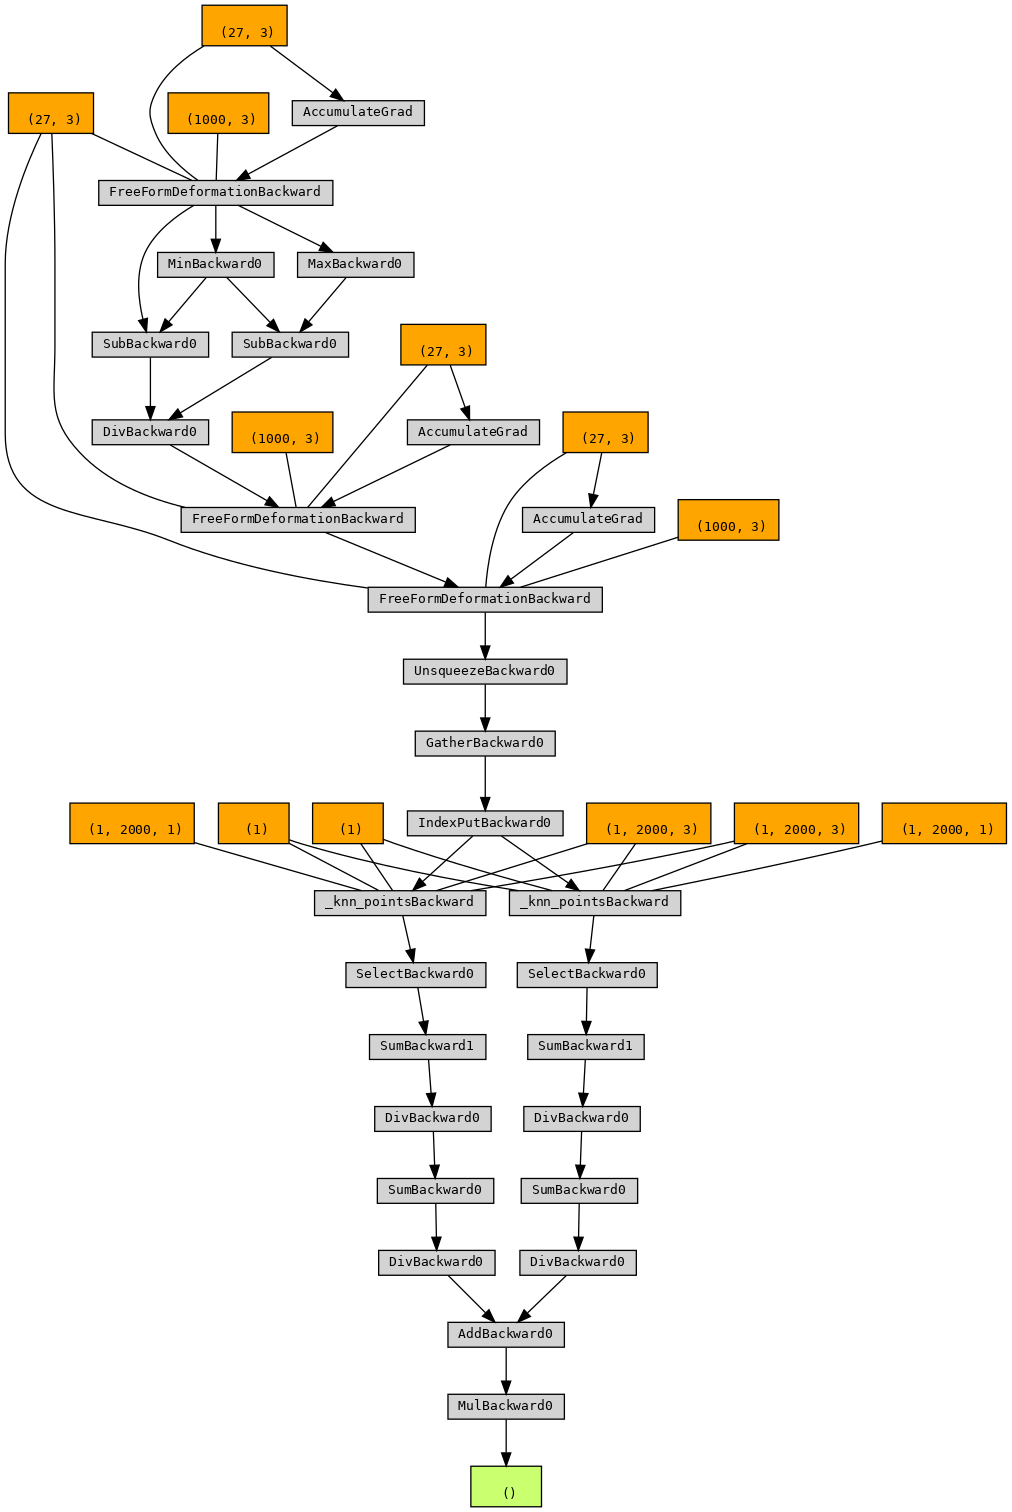 (27, 3)
(27, 3)
(1000, 3)
AccumulateGrad
FreeFormDeformationBackward
MinBackward0
MaxBackward0
SubBackward0
SubBackward0
(27, 3)
DivBackward0
(1000, 3)
AccumulateGrad
(27, 3)
FreeFormDeformationBackward
AccumulateGrad
(1000, 3)
FreeFormDeformationBackward
UnsqueezeBackward0
GatherBackward0
(1, 2000, 1)
(1)
(1)
IndexPutBackward0
(1, 2000, 3)
(1, 2000, 3)
(1, 2000, 1)
_knn_pointsBackward
_knn_pointsBackward
SelectBackward0
SelectBackward0
SumBackward1
SumBackward1
DivBackward0
DivBackward0
SumBackward0
SumBackward0
DivBackward0
DivBackward0
AddBackward0
MulBackward0
()